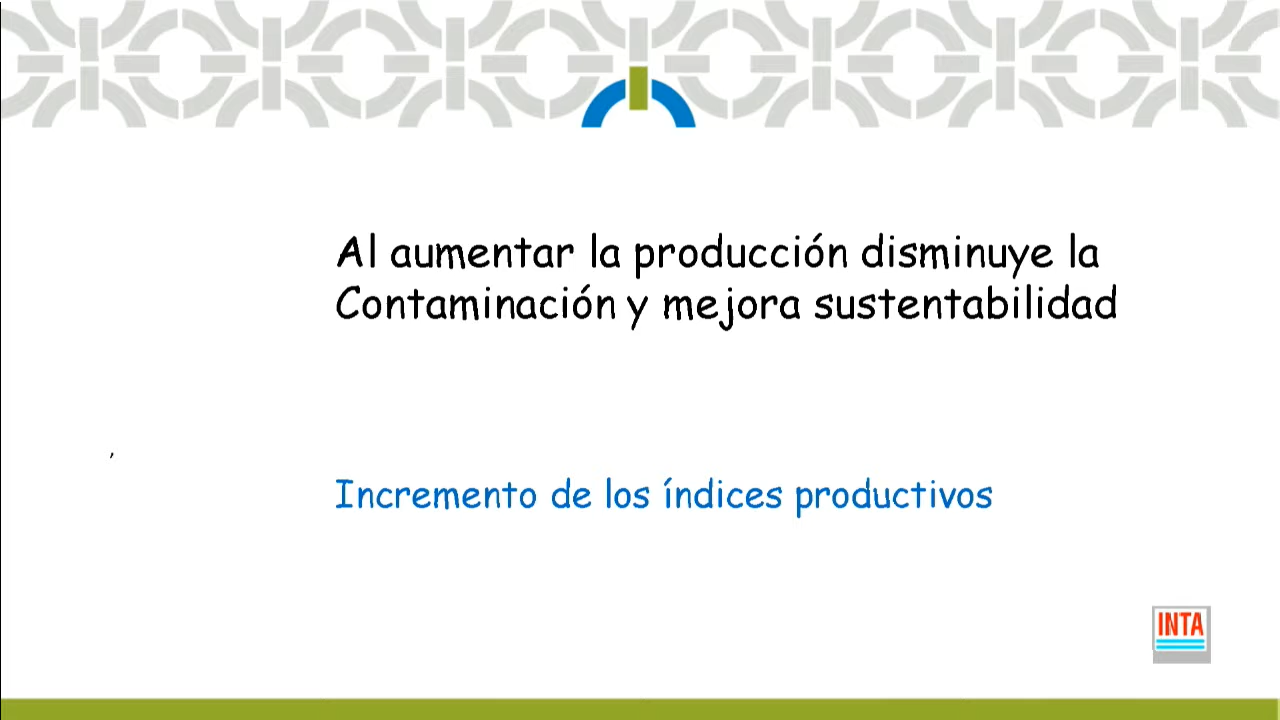 Al aumentar la producción disminuye la
Contaminación y mejora sustentabilidad
,
Incremento de los índices productivos
INTA